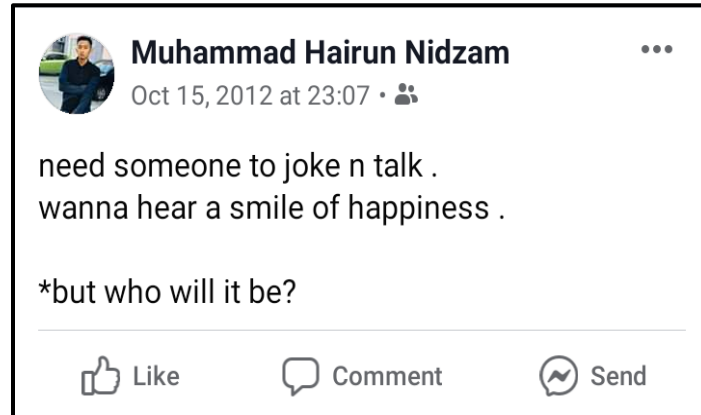 Muhammad Hairun Nidzam
Oct 15, 2012 at 23:07 •
need someone to joke n talk .
wanna hear a smile of happiness .
*but who will it be?
Like Comment Send